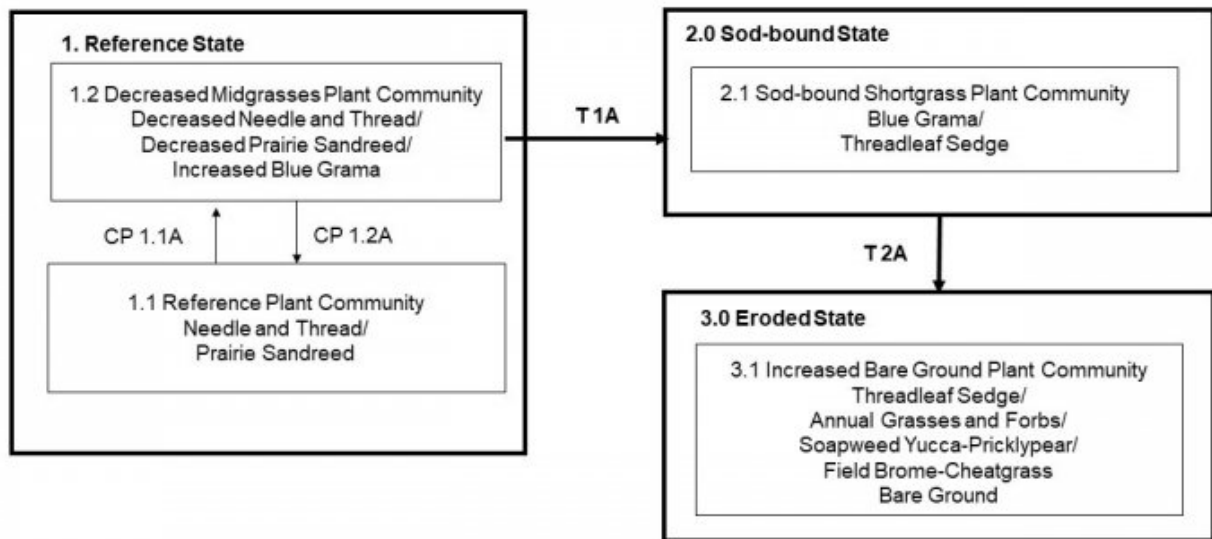 1. Reference State
1.2 Decreased Midgrasses Plant Community
Decreased Needle and Thread/
Decreased Prairie Sandreed/
Increased Blue Grama
CP 1.1A
CP 1.2A
1.1 Reference Plant Community
Needle and Thread/
Prairie Sandreed
T 1A
2.0 Sod-bound State
2.1 Sod-bound Shortgrass Plant Community
Blue Grama/
Threadleaf Sedge
T 2A
3.0 Eroded State
3.1 Increased Bare Ground Plant Community
Threadleaf Sedge/
Annual Grasses and Forbs/
Soapweed Yucca-Pricklypear/
Field Brome-Cheatgrass
Bare Ground